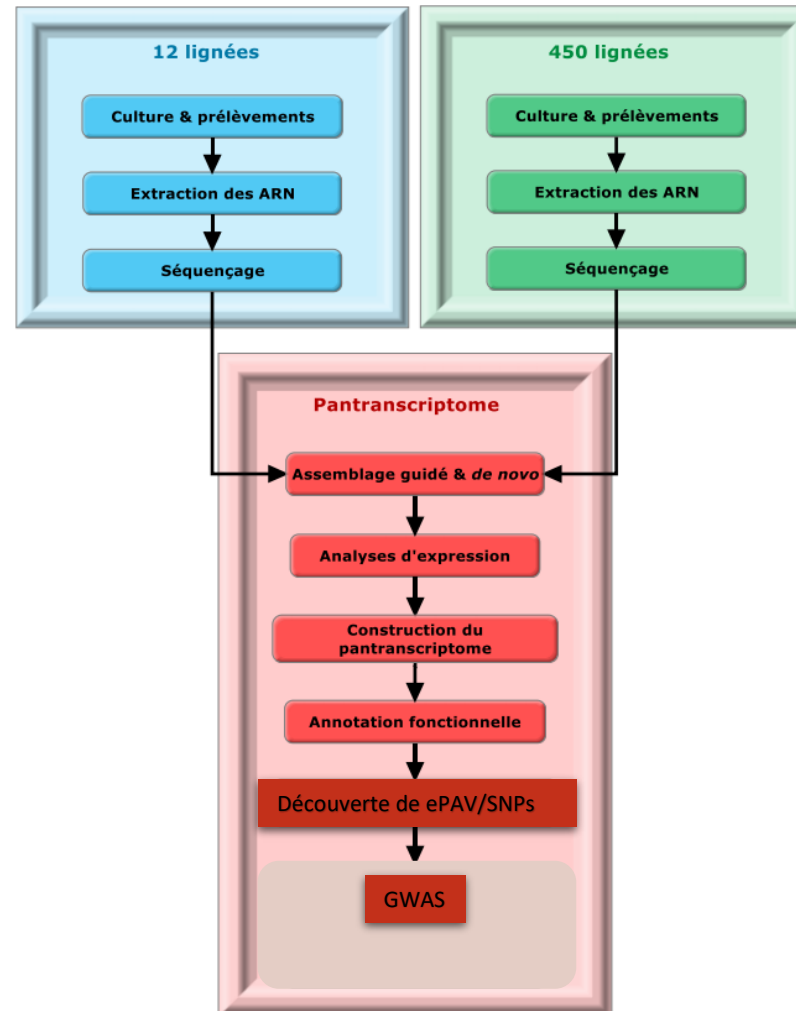 12 lignées
Culture & prélèvements
Extraction des ARN
Séquençage
450 lignées
Culture & prélèvements
Extraction des ARN
Séquençage
Pantranscriptome
Assemblage guidé & de novo
Analyses d'expression
Construction du
pantranscriptome
Annotation fonctionnelle
Découverte de ePAV/SNPs
GWAS